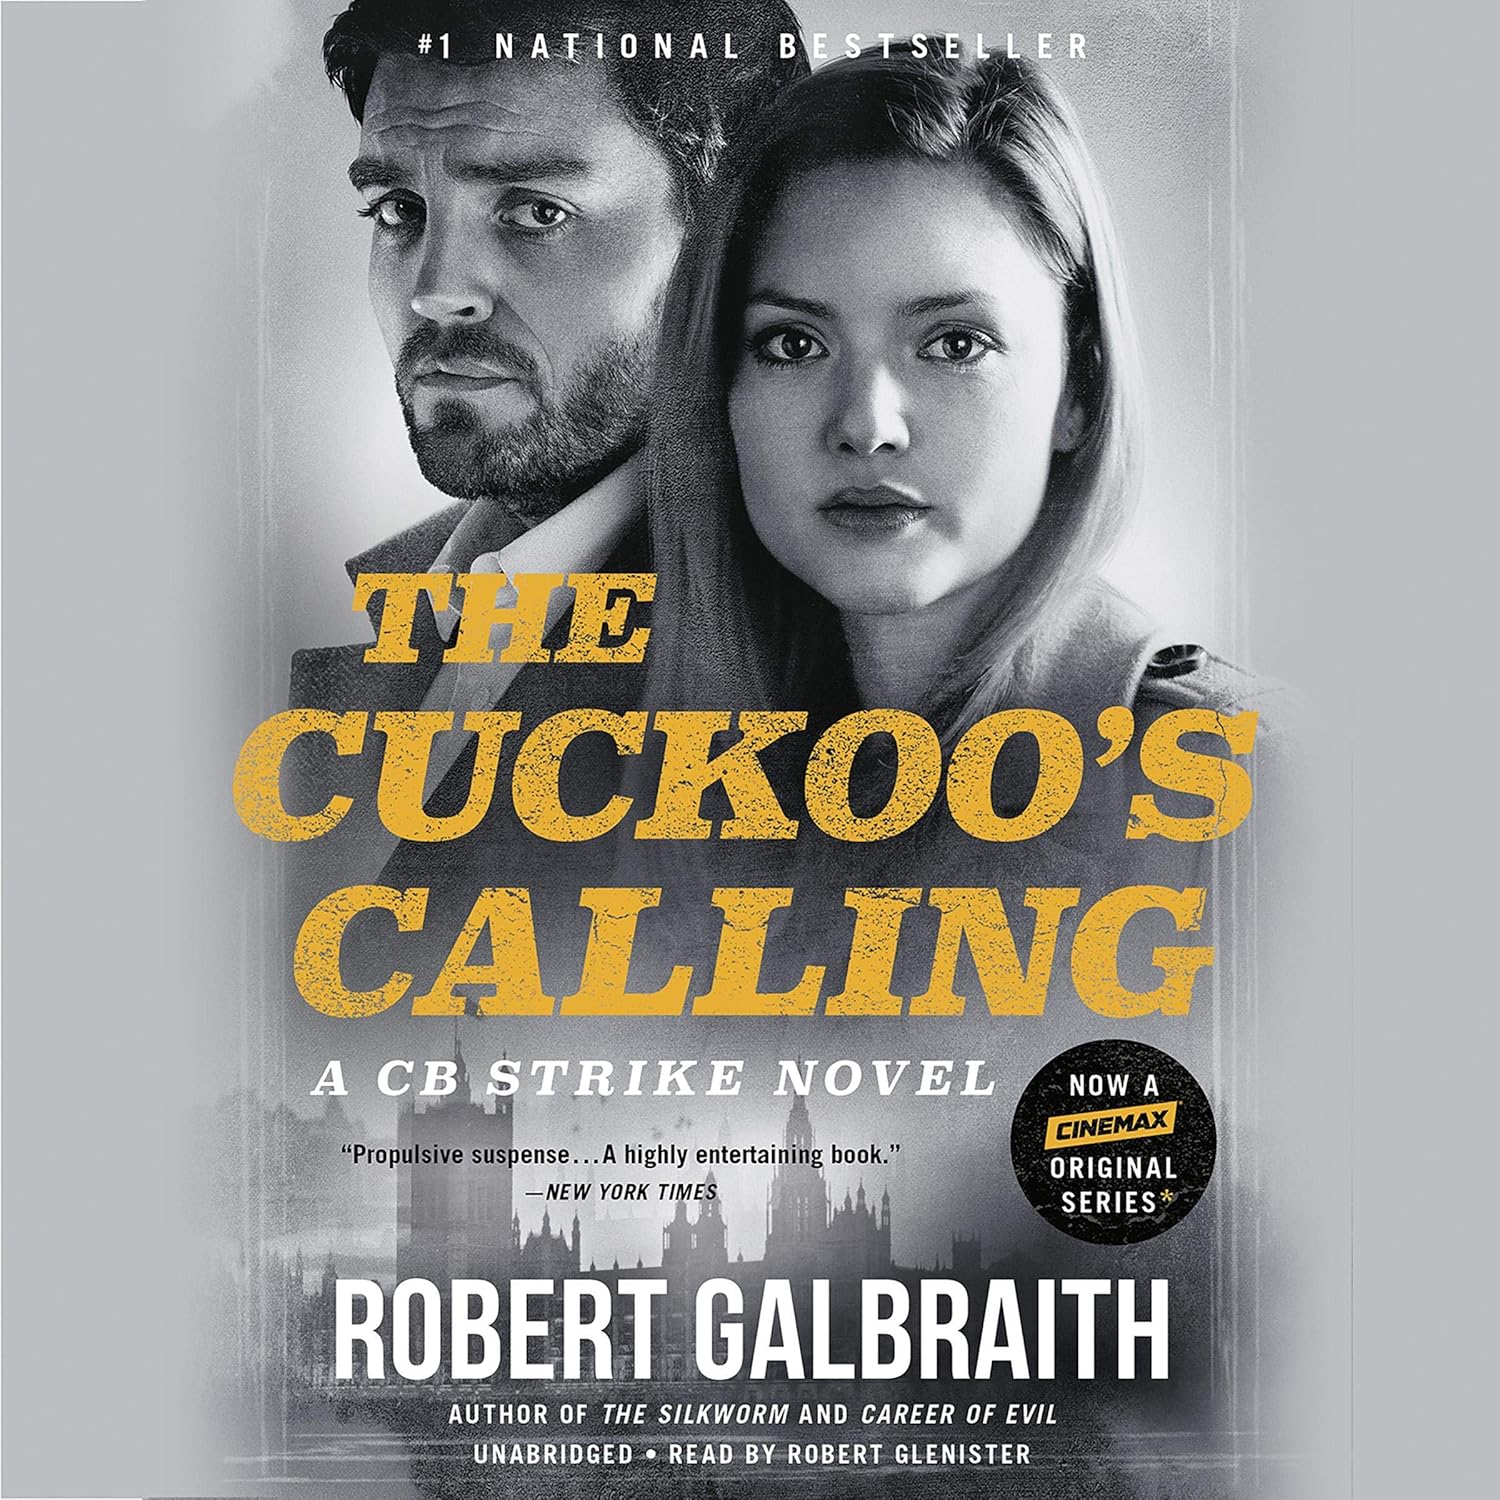 #1 NATIONAL BESTSELLER
THE
CUCKOO'S
CALLING
A CB STRIKE NOVEL
“Propulsive suspense...A highly entertaining book.”
—NEW YORK TIMES
NOW A
CINEMAX®
ORIGINAL
SERIES*
ROBERT GALBRAITH
AUTHOR OF THE SILKWORM AND CAREER OF EVIL
UNABRIDGED • READ BY ROBERT GLENISTER